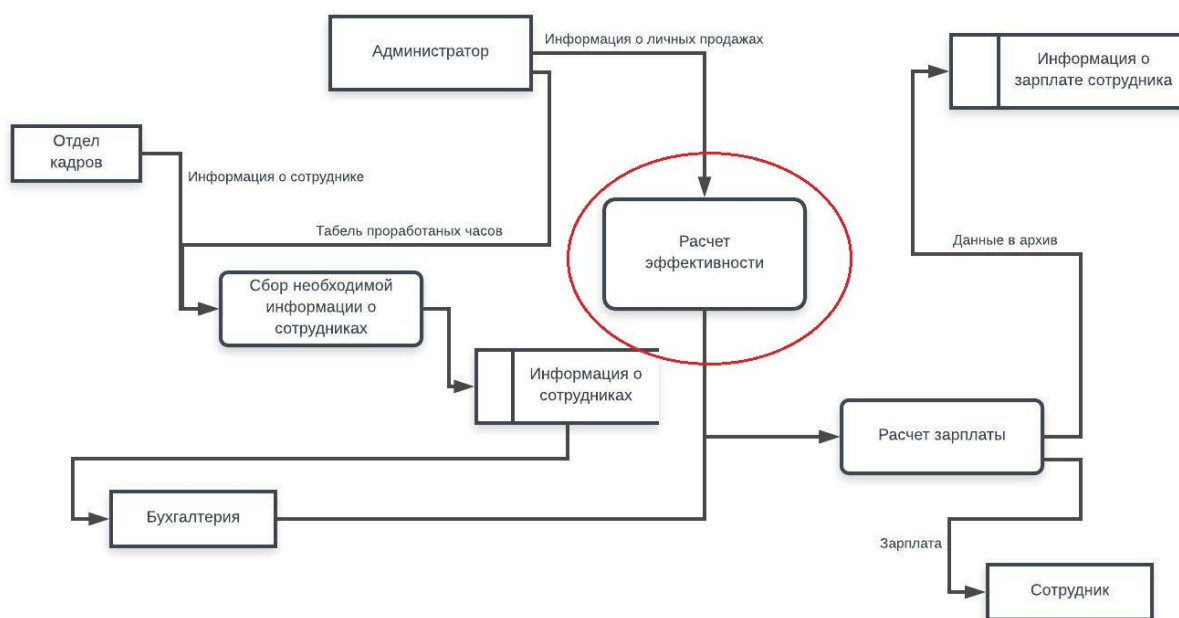 Администратор
Информация о личных продажах
Информация о
зарплате сотрудника
Отдел
кадров
Информация о сотруднике
Табель проработаных часов
Расчет
эффективности
Данные в архив
Сбор необходимой
информации о
сотрудниках
Информация о
сотрудниках
Расчет зарплаты
Бухгалтерия
Зарплата
Сотрудник